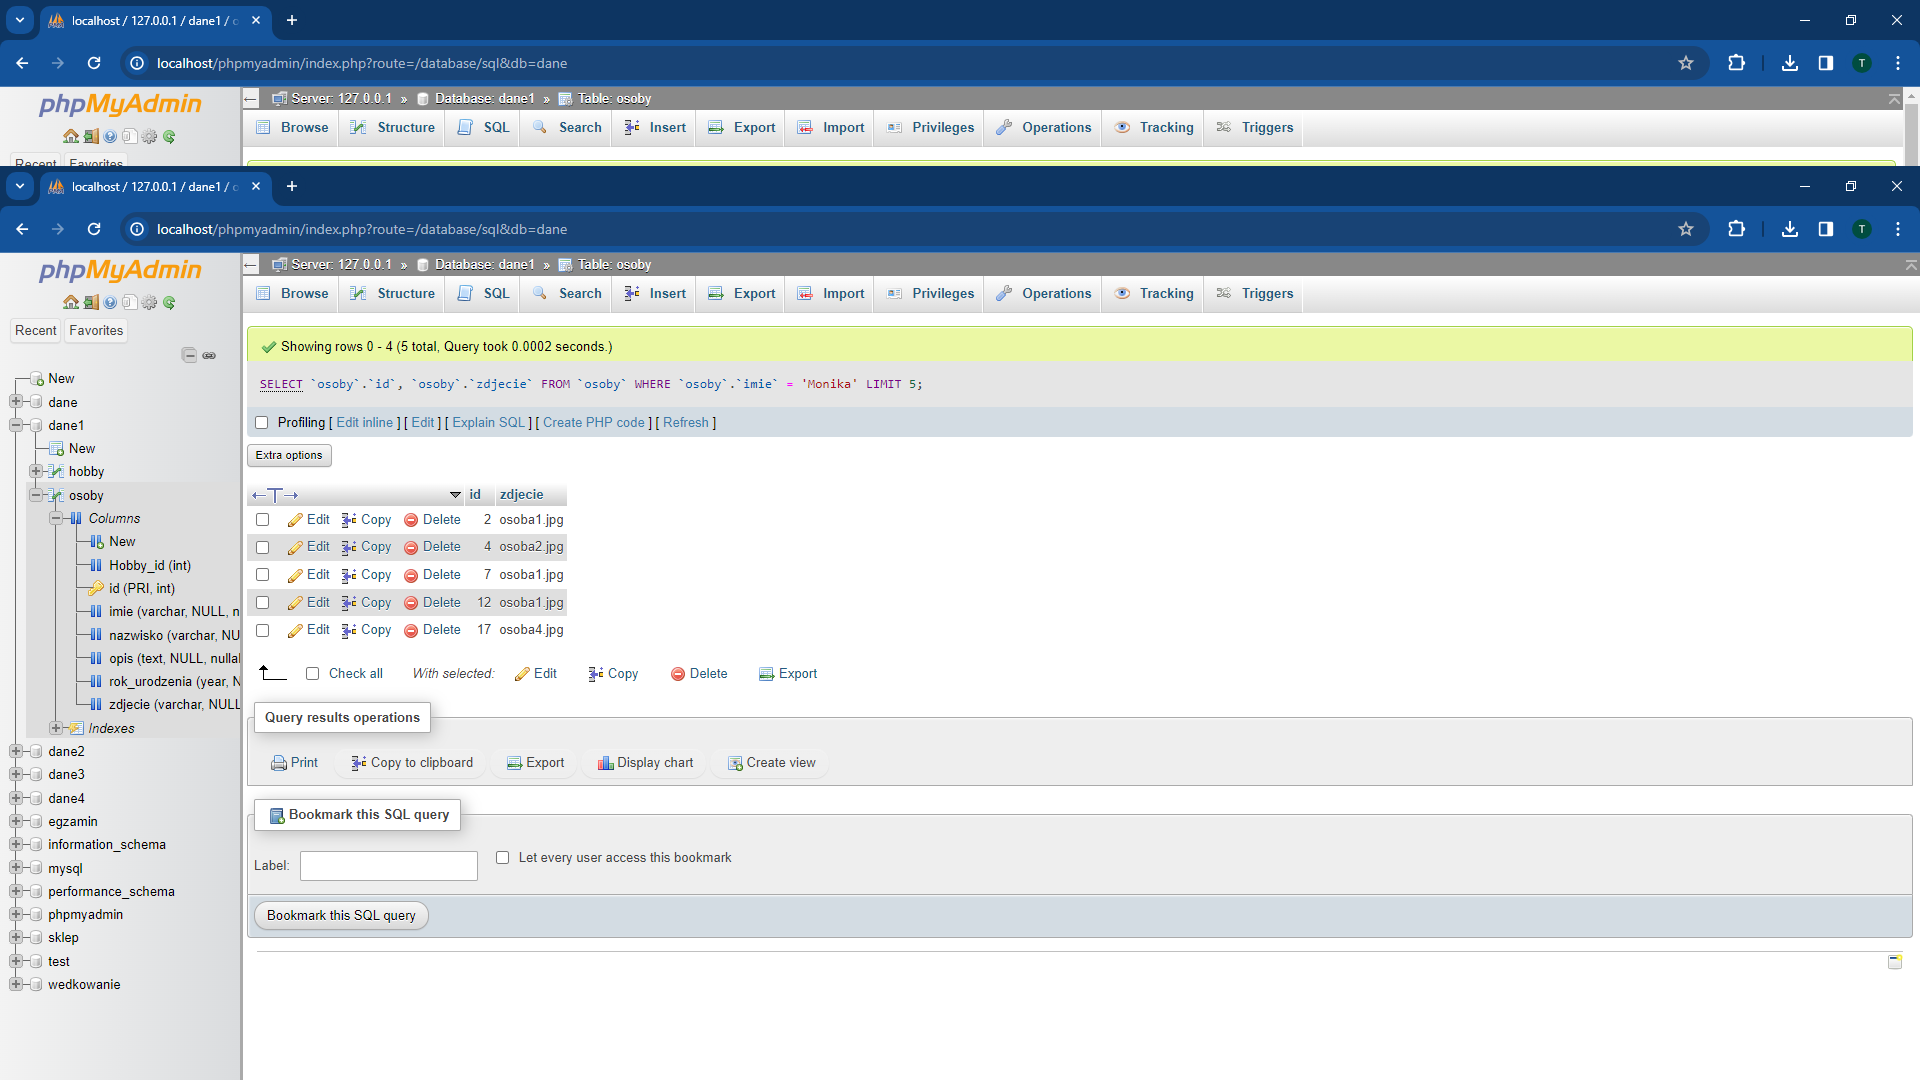 localhost / 127.0.0.1 / dane1 / o
localhost/phpmyadmin/index.php?route=/database/sql&db=dane
T
phpMyAdmin
Server: 127.0.0.1 » Database: dane1 » Table: osoby
Browse Structure SQL Search Insert Export Import Privileges Operations Tracking Triggers
Recent Favorites
localhost / 127.0.0.1 / dane1 / o
localhost/phpmyadmin/index.php?route=/database/sql&db=dane
T
phpMyAdmin
Server: 127.0.0.1 » Database: dane1 » Table: osoby
Browse Structure SQL Search Insert Export Import Privileges Operations Tracking Triggers
Recent Favorites
New
dane
dane1
New
hobby
osoby
Columns
New
Hobby_id (int)
id (PRI, int)
imie (varchar, NULL, n
nazwisko (varchar, NU
opis (text, NULL, nullal
rok_urodzenia (year, N
zdjecie (varchar, NULL
Indexes
dane2
dane3
dane4
egzamin
information_schema
mysql
performance_schema
phpmyadmin
sklep
test
wedkowanie
Showing rows 0 - 4 (5 total, Query took 0.0002 seconds.)
SELECT `osoby`.`id`, `osoby`.`zdjecie` FROM `osoby` WHERE `osoby`.`imie` = 'Monika' LIMIT 5;
Profiling [ Edit inline ] [ Edit ] [ Explain SQL ] [ Create PHP code ] [ Refresh ]
Extra options
←T→ id zdjecie
Edit Copy Delete 2 osoba1.jpg
Edit Copy Delete 4 osoba2.jpg
Edit Copy Delete 7 osoba1.jpg
Edit Copy Delete 12 osoba1.jpg
Edit Copy Delete 17 osoba4.jpg
Check all With selected: Edit Copy Delete Export
Query results operations
Print Copy to clipboard Export Display chart Create view
Bookmark this SQL query
Label: Let every user access this bookmark
Bookmark this SQL query